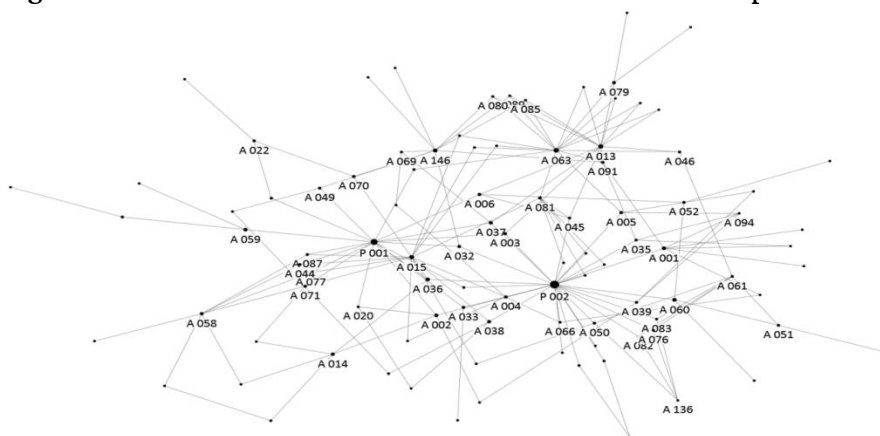 A 079
A 080
A 085
A 022
A 069 A 146
A 063
A 013
A 046
A 091
A 070
A 049
A 006
A 081
A 052
A 059
A 037
A 045
A 005
A 094
A 003
P 001
A 032
A 035
A 001
A 087
A 015
A 044
A 077
A 036
A 061
A 071
P 002
A 004
A 039
A 060
A 058
A 020
A 002
A 033
A 038
A 066
A 050
A 083
A 076
A 082
A 051
A 014
A 136